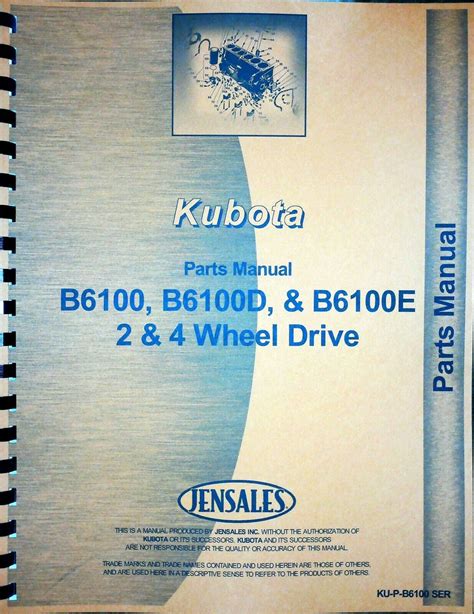 Kubota
Parts Manual
B6100, B6100D, & B6100E
2 & 4 Wheel Drive
Parts Manual
JENSALES
THIS IS A MANUAL PRODUCED BY JENSALES INC. WITHOUT THE AUTHORIZATION OF
KUBOTA OR IT'S SUCCESSORS. KUBOTA AND IT'S SUCCESSORS
ARE NOT RESPONSIBLE FOR THE QUALITY OR ACCURACY OF THIS MANUAL.
TRADE MARKS AND TRADE NAMES CONTAINED AND USED HEREIN ARE THOSE OF OTHERS,
AND ARE USED HERE IN A DESCRIPTIVE SENSE TO REFER TO THE PRODUCTS OF OTHERS.
KU-P-B6100 SER